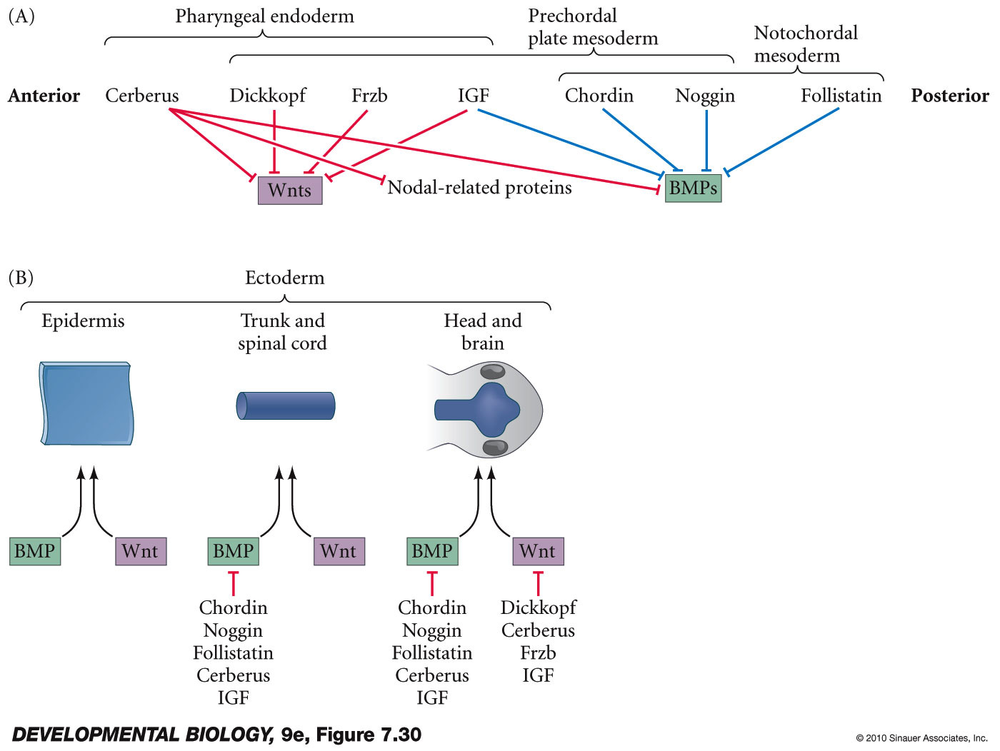 (A)
Pharyngeal endoderm
Prechordal
plate mesoderm
Notochordal
mesoderm
Anterior Cerberus Dickkopf Frzb IGF Chordin Noggin Follistatin Posterior
Wnts Nodal-related proteins BMPs
(B)
Ectoderm
Epidermis
Trunk and
spinal cord
Head and
brain
BMP Wnt BMP Wnt BMP Wnt
Chordin
Noggin
Follistatin
Cerberus
IGF
Chordin
Noggin
Follistatin
Cerberus
IGF
Dickkopf
Cerberus
Frzb
IGF
DEVELOPMENTAL BIOLOGY, 9e, Figure 7.30
© 2010 Sinauer Associates, Inc.